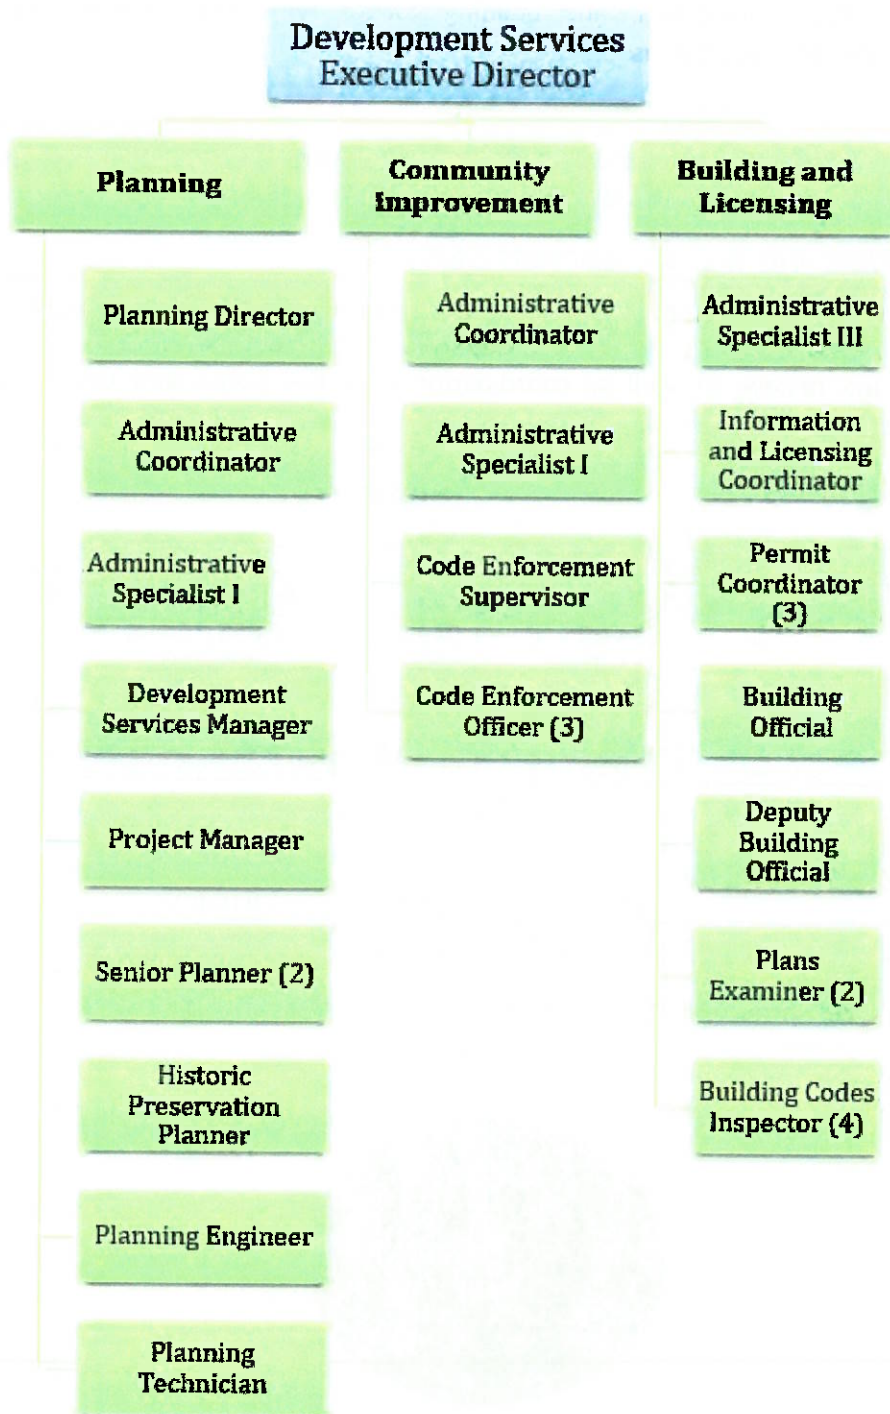 Development Services
Executive Director
Planning
Community
Improvement
Building and
Licensing
Planning Director
Administrative
Coordinator
Administrative
Specialist I
Development
Services Manager
Project Manager
Senior Planner (2)
Historic
Preservation
Planner
Planning Engineer
Planning
Technician
Administrative
Coordinator
Administrative
Specialist I
Code Enforcement
Supervisor
Code Enforcement
Officer (3)
Administrative
Specialist III
Information
and Licensing
Coordinator
Permit
Coordinator
(3)
Building
Official
Deputy
Building
Official
Plans
Examiner (2)
Building Codes
Inspector (4)